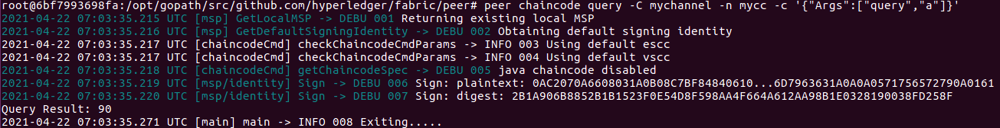 root@6bf7993698fa:/opt/gopath/src/github.com/hyperledger/fabric/peer# peer chaincode query -C mychannel -n mycc -c '{"Args":["query","a"]}'
2021-04-22 07:03:35.215 UTC [msp] GetLocalMSP -> DEBU 001 Returning existing local MSP
2021-04-22 07:03:35.216 UTC [msp] GetDefaultSigningIdentity -> DEBU 002 Obtaining default signing identity
2021-04-22 07:03:35.217 UTC [chaincodeCmd] checkChaincodeCmdParams -> INFO 003 Using default escc
2021-04-22 07:03:35.217 UTC [chaincodeCmd] checkChaincodeCmdParams -> INFO 004 Using default vscc
2021-04-22 07:03:35.218 UTC [chaincodeCmd] getChaincodeSpec -> DEBU 005 java chaincode disabled
2021-04-22 07:03:35.219 UTC [msp/identity] Sign -> DEBU 006 Sign: plaintext: 0AC2070A6608031A0B08C7BF84840610...6D7963631A0A0A0571756572790A0161
2021-04-22 07:03:35.220 UTC [msp/identity] Sign -> DEBU 007 Sign: digest: 2B1A906B8852B1B1523F0E54D8F598AA4F664A612AA98B1E0328190038FD258F
Query Result: 90
2021-04-22 07:03:35.271 UTC [main] main -> INFO 008 Exiting.....